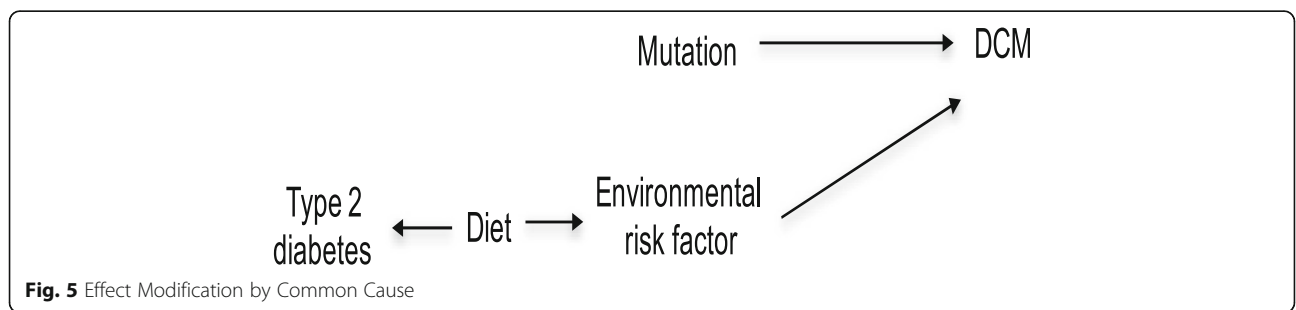 Mutation DCM
Type 2
diabetes
Diet
Environmental
risk factor
Fig. 5 Effect Modification by Common Cause